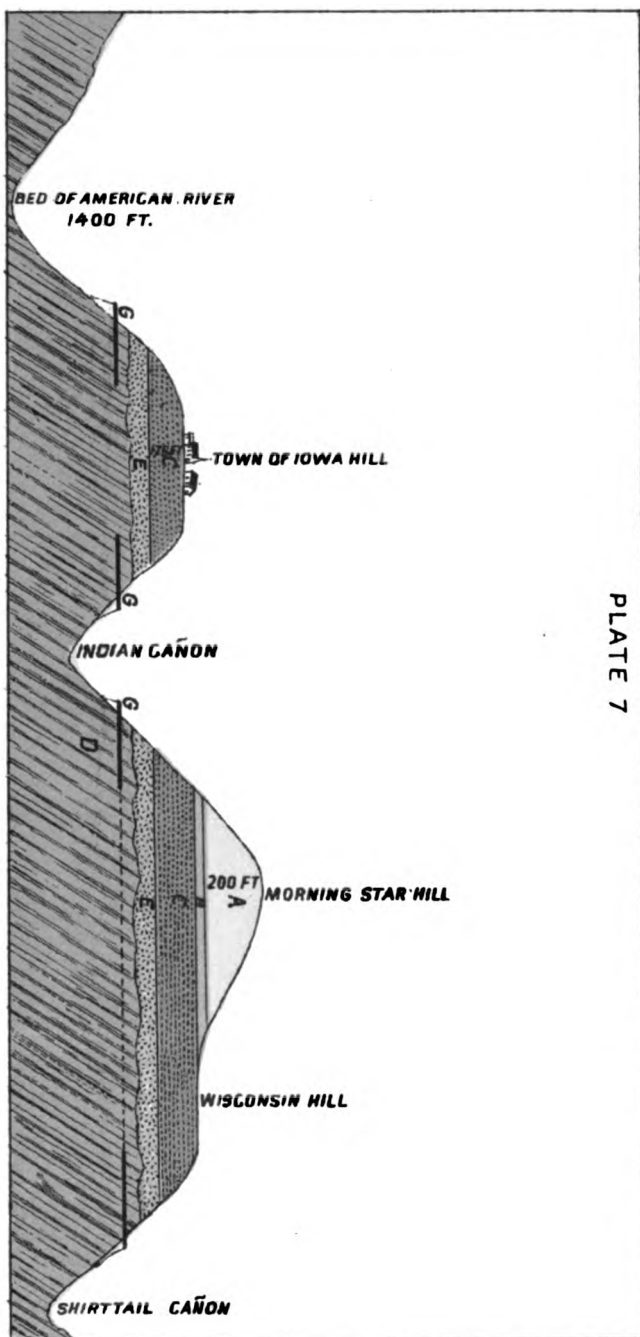 PLATE 7
BED OF AMERICAN RIVER
1400 FT.
G
C
E
TOWN OF IOWA HILL
G
INDIAN CAÑON
G
D
200 FT
A
C
E
MORNING STAR HILL
WISCONSIN HILL
SHIRTTAIL CAÑON